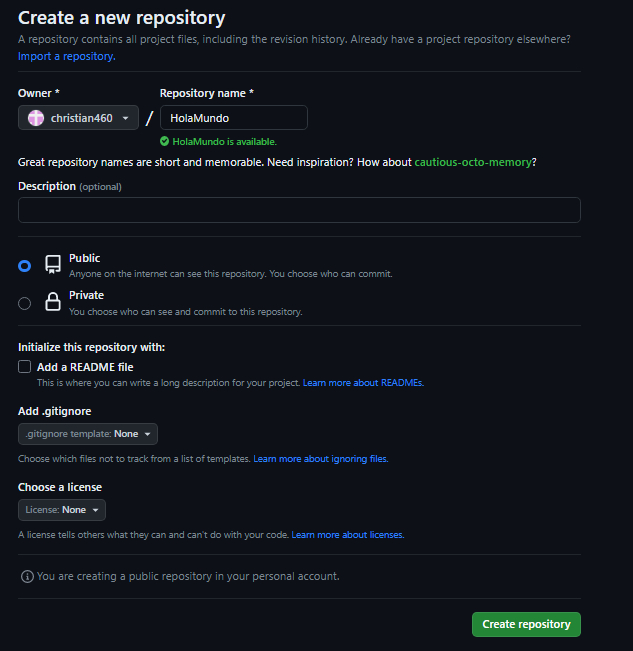 Create a new repository
A repository contains all project files, including the revision history. Already have a project repository elsewhere?
Import a repository.
Owner * Repository name *
christian460 / HolaMundo
HolaMundo is available.
Great repository names are short and memorable. Need inspiration? How about cautious-octo-memory?
Description (optional)
Public
Anyone on the internet can see this repository. You choose who can commit.
Private
You choose who can see and commit to this repository.
Initialize this repository with:
Add a README file
This is where you can write a long description for your project. Learn more about READMEs.
Add .gitignore
.gitignore template: None
Choose which files not to track from a list of templates. Learn more about ignoring files.
Choose a license
License: None
A license tells others what they can and can't do with your code. Learn more about licenses.
You are creating a public repository in your personal account.
Create repository